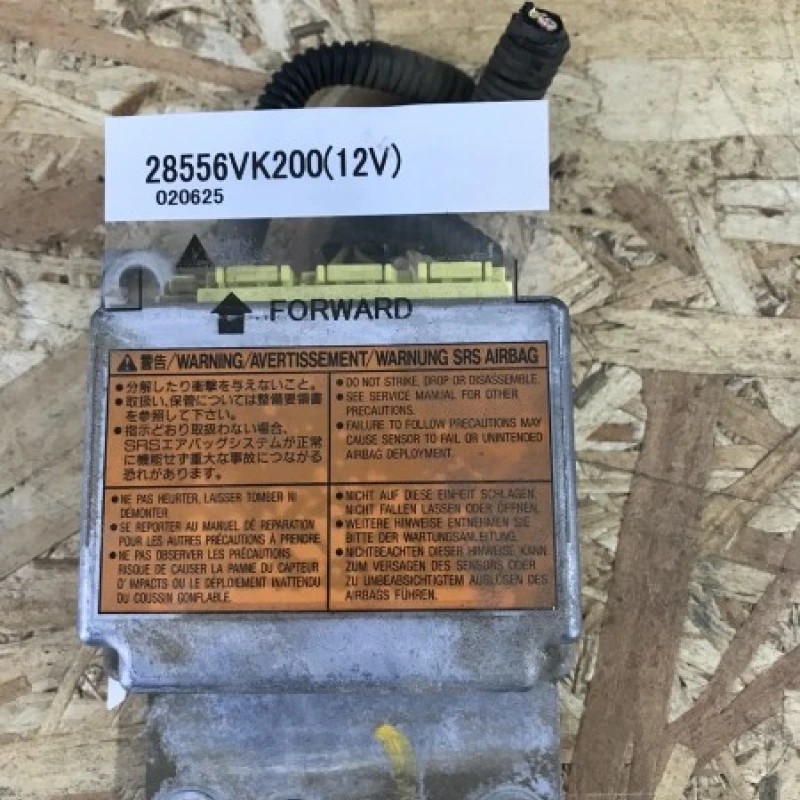 28556VK200(12V)
020625
FORWARD
警告/WARNING/AVERTISSEMENT/WARNUNG SRS AIRBAG
●分解したり衝撃を与えないこと。
●取扱い、保管については整備要領書
を参照して下さい。
●指示どおり取扱わない場合、
SRSエアバッグシステムが正常
に機能せず重大な事故につながる
恐れがあります。
● DO NOT STRIKE, DROP OR DISASSEMBLE.
● SEE SERVICE MANUAL FOR OTHER
PRECAUTIONS.
● FAILURE TO FOLLOW PRECAUTIONS MAY
CAUSE SENSOR TO FAIL OR UNINTENDED
AIRBAG DEPLOYMENT.
● NE PAS HEURTER, LAISSER TOMBER NI
DÉMONTER
● SE REPORTER AU MANUEL DE RÉPARATION
POUR LES AUTRES PRÉCAUTIONS À PRENDRE
● NE PAS OBSERVER LES PRÉCAUTIONS
RISQUE DE CAUSER LA PANNE DU CAPTEUR
D'IMPACTS OU LE DÉPLOIEMENT INATTENDU
DU COUSSIN GONFLABLE.
● NICHT AUF DIESE EINHEIT SCHLAGEN,
NICHT FALLEN LASSEN ODER ÖFFNEN.
● WEITERE HINWEISE ENTNEHMEN SIE
BITTE DER WARTUNGSANLEITUNG.
● NICHTBEACHTEN DIESER HINWEISE KANN
ZUM VERSAGEN DES SENSORS ODER
ZU UNBEABSICHTIGTEM AUSLÖSEN DES
AIRBAGS FÜHREN.